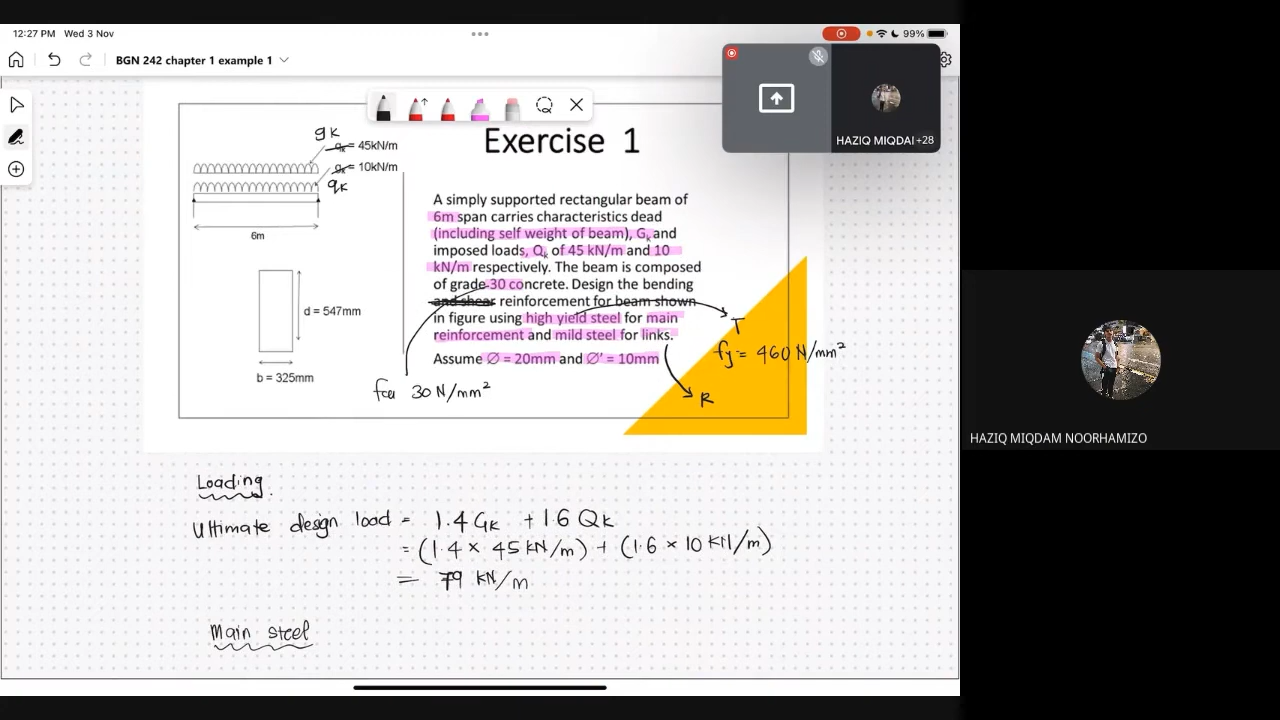 12:27 PM Wed 3 Nov
99%
BGN 242 chapter 1 example 1
HAZIQ MIQDAI +28
Exercise 1
gk
qk = 45kN/m
gk = 10kN/m
qk
6m
d = 547mm
b = 325mm
A simply supported rectangular beam of
6m span carries characteristics dead
(including self weight of beam), Gk and
imposed loads, Qk of 45 kN/m and 10
kN/m respectively. The beam is composed
of grade 30 concrete. Design the bending
and shear reinforcement for beam shown
in figure using high yield steel for main
reinforcement and mild steel for links.
Assume Ø = 20mm and Ø' = 10mm
T
fy = 460 N/mm²
fcu 30 N/mm²
R
HAZIQ MIQDAM NOORHAMIZO
Loading.
Ultimate design load = 1.4 Gk + 1.6 Qk
= (1.4 × 45 kN/m) + (1.6 × 10 kN/m)
= 79 kN/m
Main steel